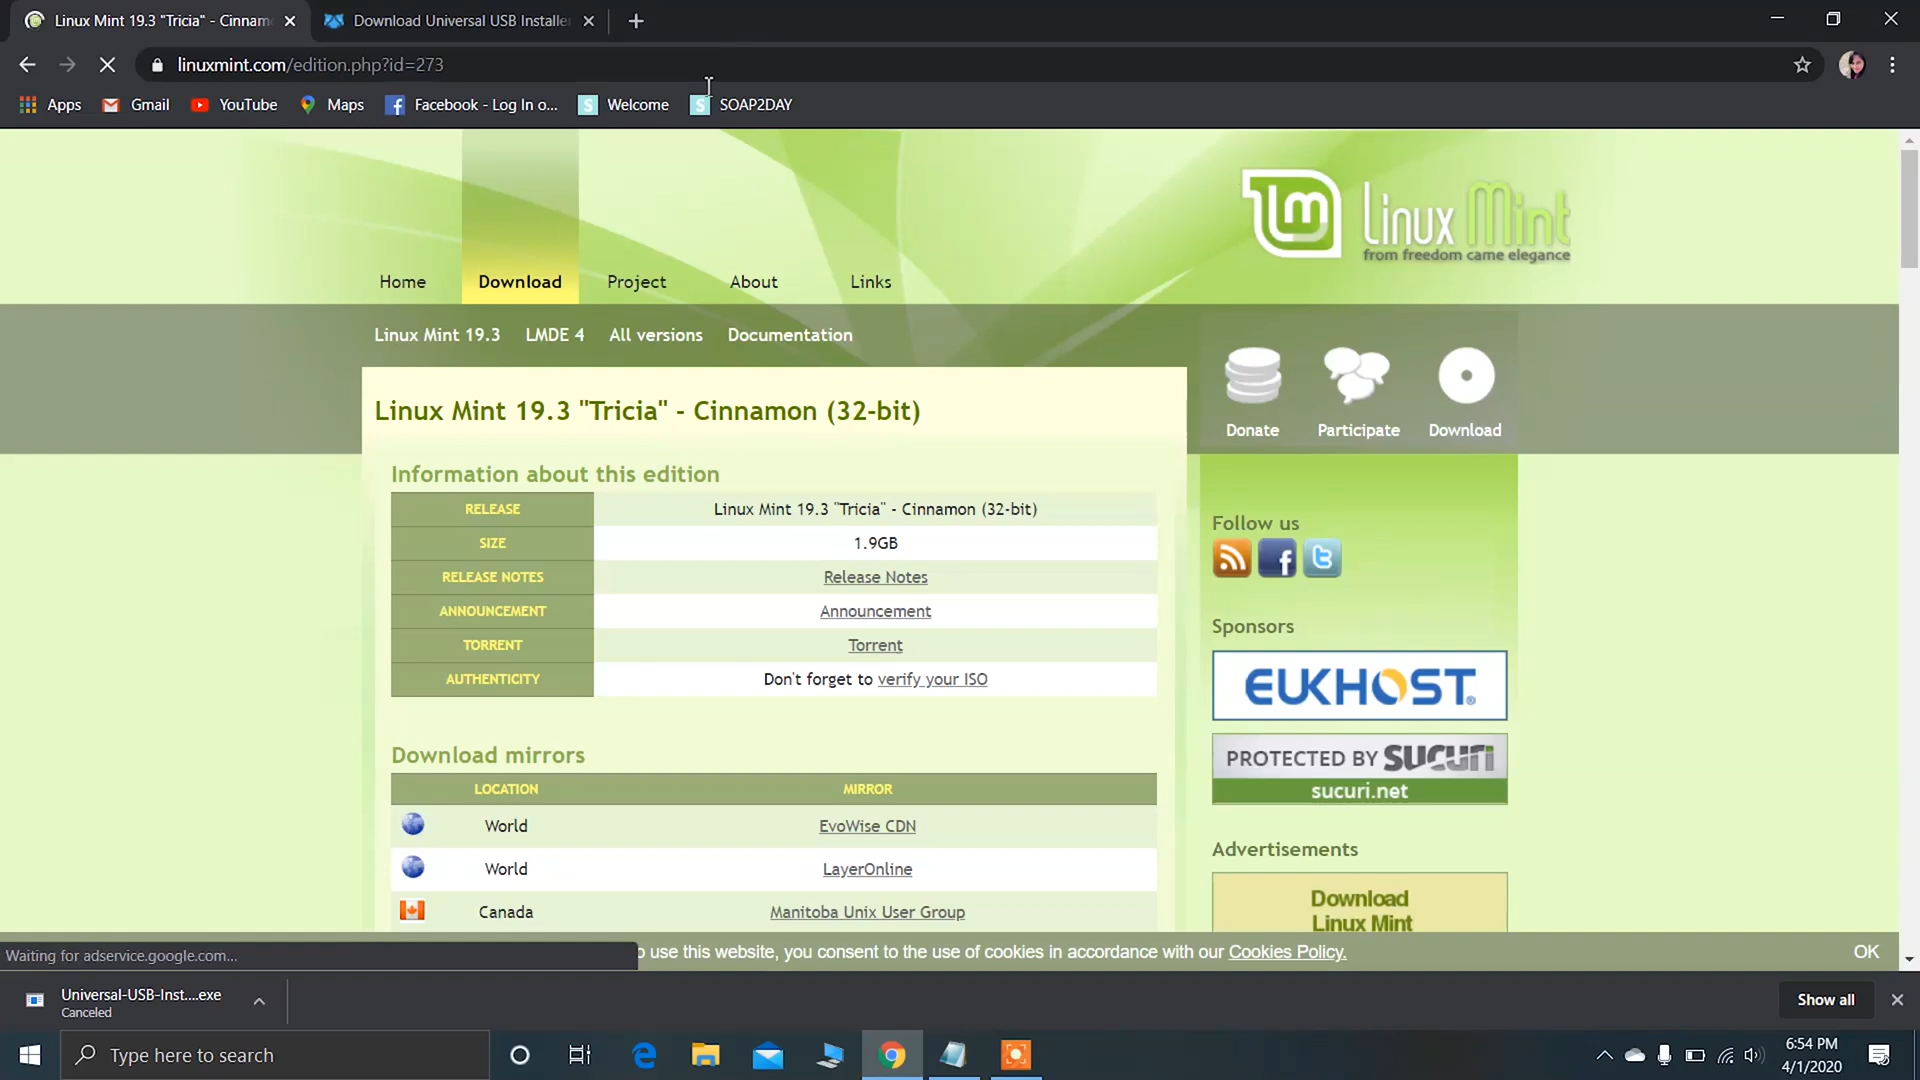 Linux Mint 19.3 "Tricia" - Cinnam
Download Universal USB Installe
linuxmint.com/edition.php?id=273
Apps
Gmail
YouTube
Maps
Facebook - Log In o...
Welcome
SOAP2DAY
Linux Mint
from freedom came elegance
Home
Download
Project
About
Links
Linux Mint 19.3
LMDE 4
All versions
Documentation
Donate
Participate
Download
Linux Mint 19.3 "Tricia" - Cinnamon (32-bit)
Information about this edition
RELEASE
Linux Mint 19.3 "Tricia" - Cinnamon (32-bit)
SIZE
1.9GB
RELEASE NOTES
Release Notes
ANNOUNCEMENT
Announcement
TORRENT
Torrent
AUTHENTICITY
Don't forget to verify your ISO
Download mirrors
LOCATION
MIRROR
World
EvoWise CDN
World
LayerOnline
Canada
Manitoba Unix User Group
Follow us
Sponsors
EUKHOST
PROTECTED BY SUCURI
sucuri.net
Advertisements
Download
Linux Mint
Waiting for adservice.google.com...
o use this website, you consent to the use of cookies in accordance with our Cookies Policy.
OK
Universal-USB-Inst....exe
Canceled
Show all
Type here to search
6:54 PM
4/1/2020